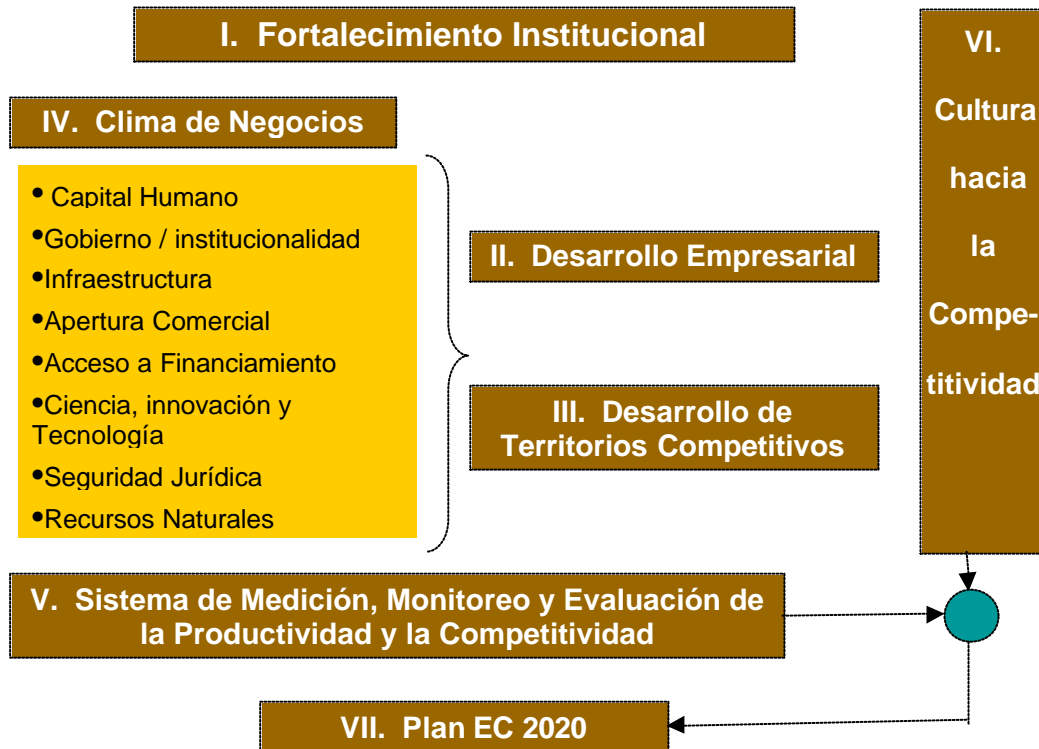 I. Fortalecimiento Institucional
IV. Clima de Negocios
• Capital Humano
•Gobierno / institucionalidad
•Infraestructura
•Apertura Comercial
•Acceso a Financiamiento
•Ciencia, innovación y
Tecnología
•Seguridad Jurídica
•Recursos Naturales
II. Desarrollo Empresarial
III. Desarrollo de
Territorios Competitivos
VI.
Cultura
hacia
la
Compe-
titividad
V. Sistema de Medición, Monitoreo y Evaluación de
la Productividad y la Competitividad
VII. Plan EC 2020